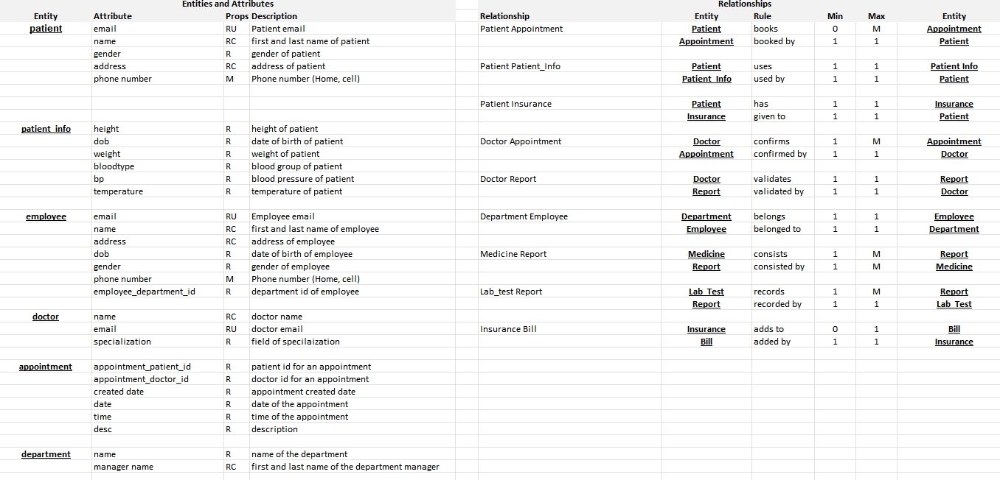 Entities and Attributes Relationships
Entity Attribute Props Description Relationship Entity Rule Min Max Entity
patient email RU Patient email Patient Appointment Patient books 0 M Appointment
name RC first and last name of patient Appointment booked by 1 1 Patient
gender R gender of patient
address RC address of patient Patient Patient_Info Patient uses 1 1 Patient Info
phone number M Phone number (Home, cell) Patient_Info used by 1 1 Patient
Patient Insurance Patient has 1 1 Insurance
Insurance given to 1 1 Patient
patient_info height R height of patient
dob R date of birth of patient Doctor Appointment Doctor confirms 1 M Appointment
weight R weight of patient Appointment confirmed by 1 1 Doctor
bloodtype R blood group of patient
bp R blood pressure of patient Doctor Report Doctor validates 1 1 Report
temperature R temperature of patient Report validated by 1 1 Doctor
employee email RU Employee email Department Employee Department belongs 1 1 Employee
name RC first and last name of employee Employee belonged to 1 1 Department
address RC address of employee
dob R date of birth of employee Medicine Report Medicine consists 1 M Report
gender R gender of employee Report consisted by 1 M Medicine
phone number M Phone number (Home, cell)
employee_department_id R department id of employee Lab_test Report Lab_Test records 1 M Report
Report recorded by 1 1 Lab_Test
doctor name RC doctor name
email RU doctor email Insurance Bill Insurance adds to 0 1 Bill
specialization R field of specilaization Bill added by 1 1 Insurance
appointment appointment_patient_id R patient id for an appointment
appointment_doctor_id R doctor id for an appointment
created date R appointment created date
date R date of the appointment
time R time of the appointment
desc R description
department name R name of the department
manager name RC first and last name of the department manager